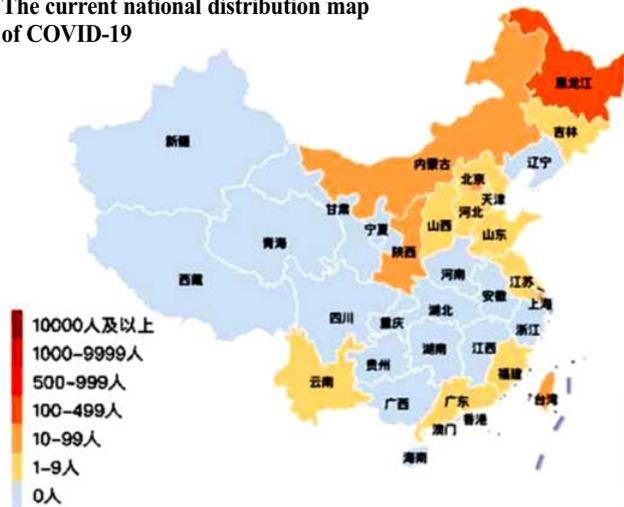 The current national distribution map
of COVID-19
黑龙江
吉林
辽宁
新疆
内蒙古
北京
天津
甘肃
河北
山西
宁夏
山东
青海
陕西
河南
西藏
江苏
安徽
上海
四川
湖北
重庆
浙江
湖南
江西
贵州
福建
云南
广西
广东
台湾
香港
澳门
海南
10000人及以上
1000-9999人
500-999人
100-499人
10-99人
1-9人
0人